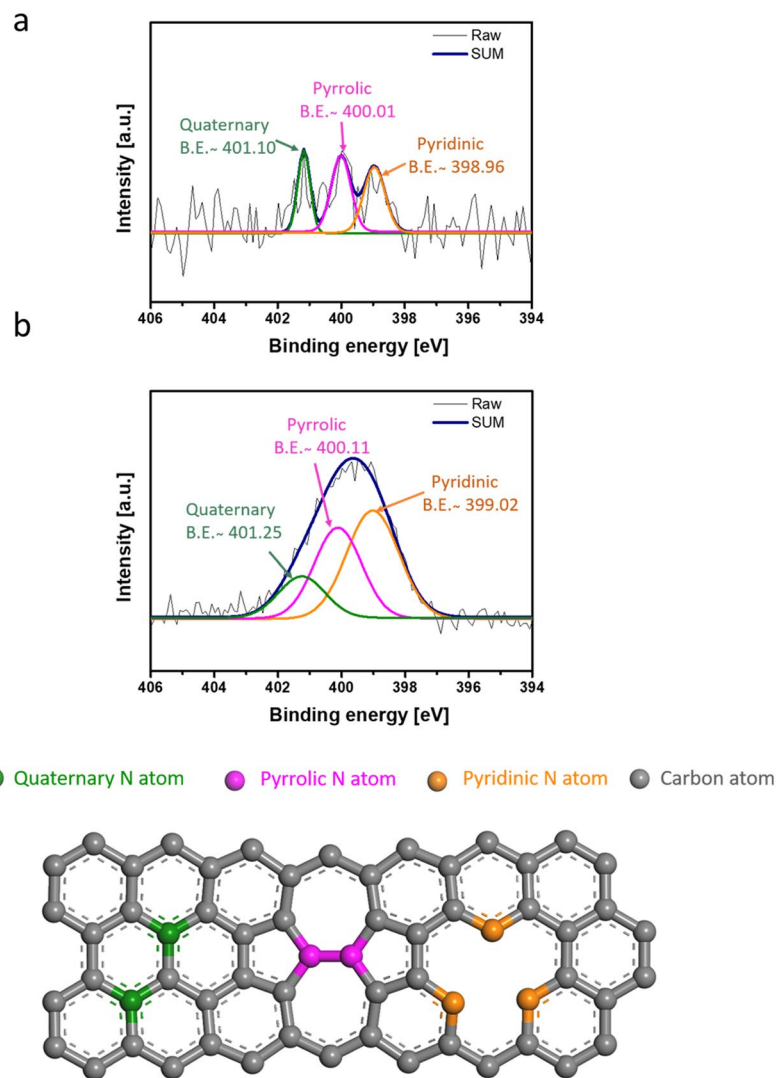 a
Raw
SUM
Pyrrolic
B.E.~ 400.01
Quaternary
B.E.~ 401.10
Pyridinic
B.E.~ 398.96
Intensity [a.u.]
406 404 402 400 398 396 394
Binding energy [eV]
b
Raw
SUM
Pyrrolic
B.E.~ 400.11
Pyridinic
B.E.~ 399.02
Quaternary
B.E.~ 401.25
Intensity [a.u.]
406 404 402 400 398 396 394
Binding energy [eV]
Quaternary N atom Pyrrolic N atom Pyridinic N atom Carbon atom